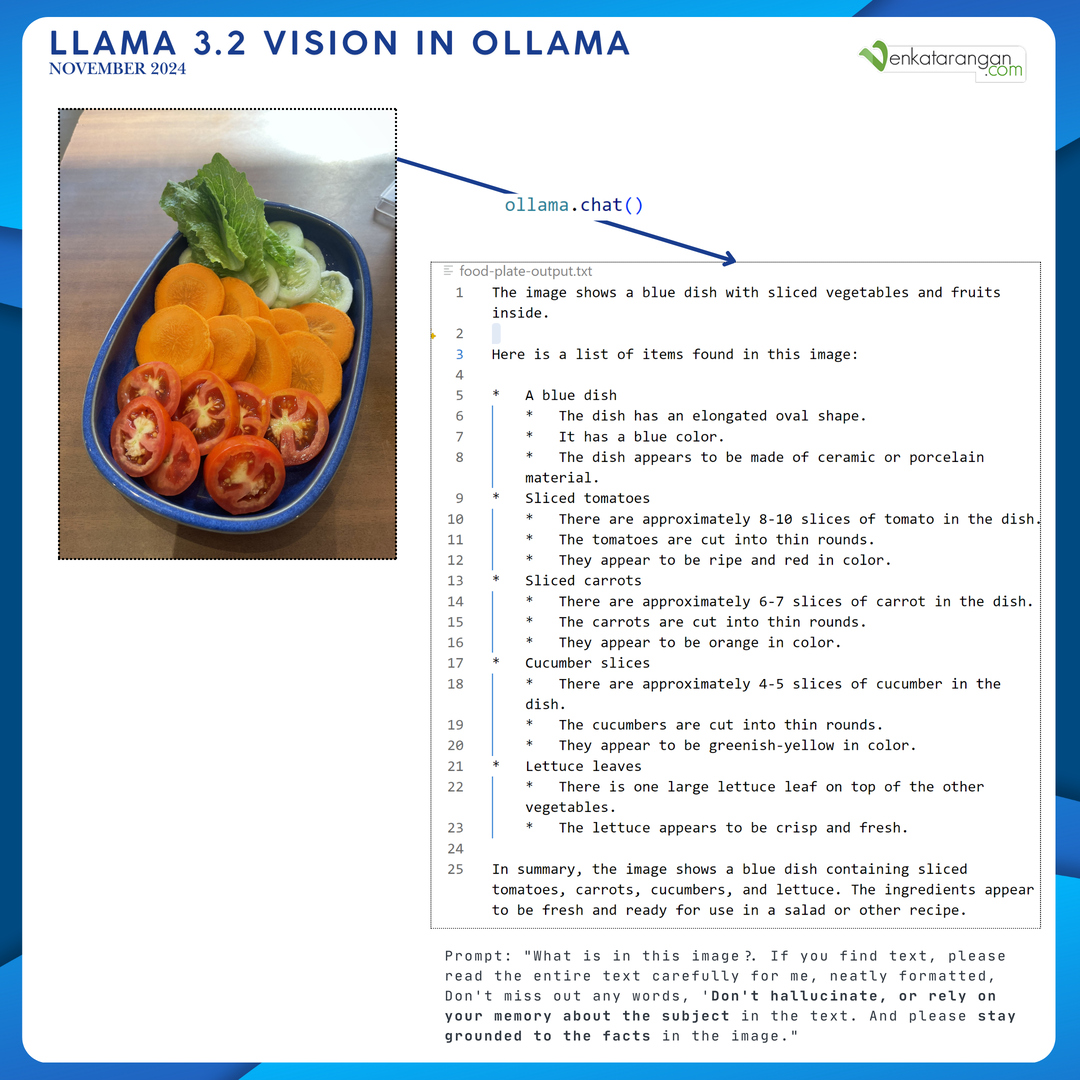 LLAMA 3.2 VISION IN OLLAMA
NOVEMBER 2024
Venkatarangan
.com
ollama.chat()
food-plate-output.txt
1 The image shows a blue dish with sliced vegetables and fruits
inside.
2
3 Here is a list of items found in this image:
4
5 * A blue dish
6 * The dish has an elongated oval shape.
7 * It has a blue color.
8 * The dish appears to be made of ceramic or porcelain
material.
9 * Sliced tomatoes
10 * There are approximately 8-10 slices of tomato in the dish.
11 * The tomatoes are cut into thin rounds.
12 * They appear to be ripe and red in color.
13 * Sliced carrots
14 * There are approximately 6-7 slices of carrot in the dish.
15 * The carrots are cut into thin rounds.
16 * They appear to be orange in color.
17 * Cucumber slices
18 * There are approximately 4-5 slices of cucumber in the
dish.
19 * The cucumbers are cut into thin rounds.
20 * They appear to be greenish-yellow in color.
21 * Lettuce leaves
22 * There is one large lettuce leaf on top of the other
vegetables.
23 * The lettuce appears to be crisp and fresh.
24
25 In summary, the image shows a blue dish containing sliced
tomatoes, carrots, cucumbers, and lettuce. The ingredients appear
to be fresh and ready for use in a salad or other recipe.
Prompt: "What is in this image?. If you find text, please
read the entire text carefully for me, neatly formatted,
Don't miss out any words, 'Don't hallucinate, or rely on
your memory about the subject in the text. And please stay
grounded to the facts in the image."